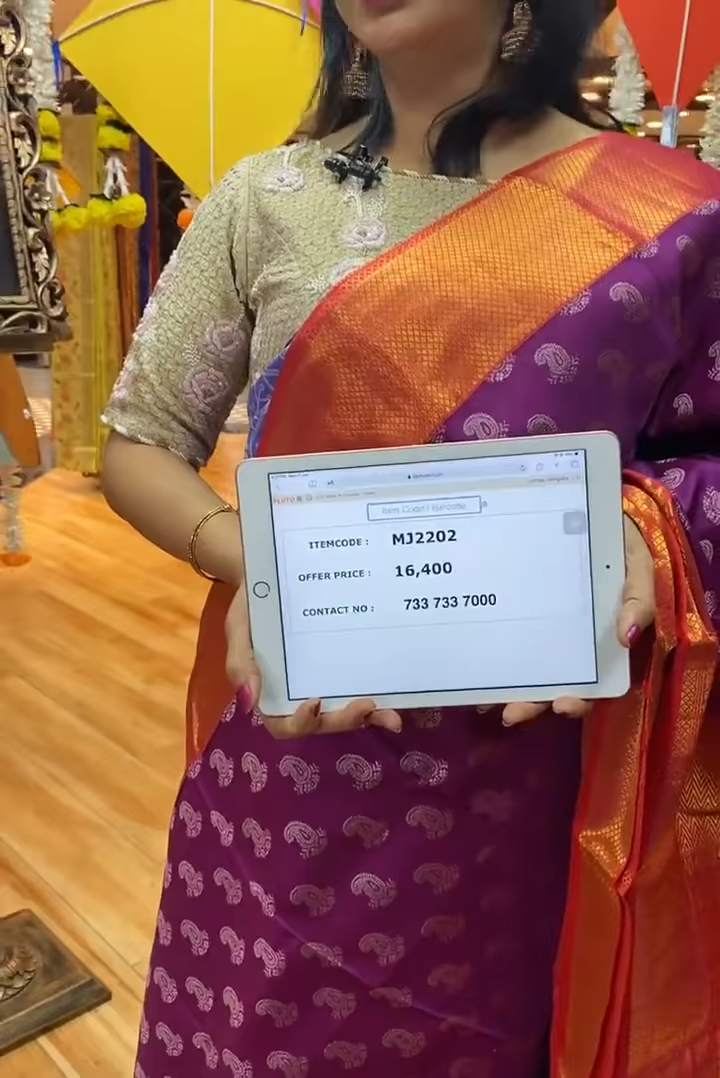 Item Code / Barcode
ITEMCODE : MJ2202
OFFER PRICE : 16,400
CONTACT NO : 733 733 7000